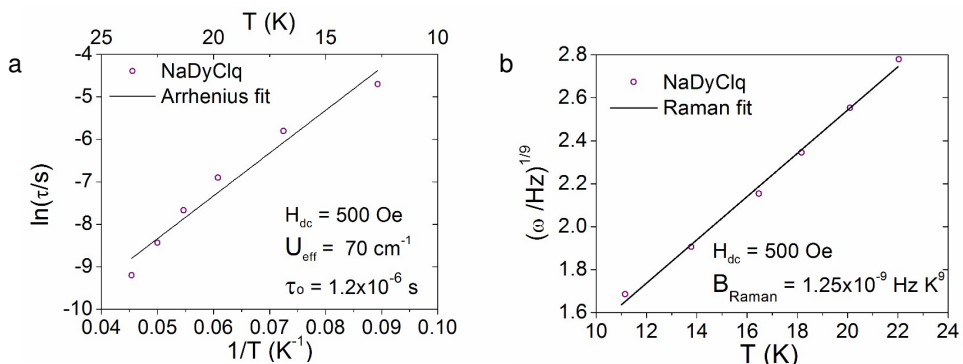 a
T (K)
25 20 15 10
-4
-5
-6
-7
-8
-9
-10
ln(τ/s)
NaDyClq
Arrhenius fit
H_dc = 500 Oe
U_eff = 70 cm⁻¹
τ₀ = 1.2x10⁻⁶ s
0.04 0.05 0.06 0.07 0.08 0.09 0.10
1/T (K⁻¹)
b
2.8
2.6
2.4
2.2
2.0
1.8
1.6
(ω /Hz)^1/9
NaDyClq
Raman fit
H_dc = 500 Oe
B_Raman = 1.25x10⁻⁹ Hz K⁹
10 12 14 16 18 20 22 24
T (K)